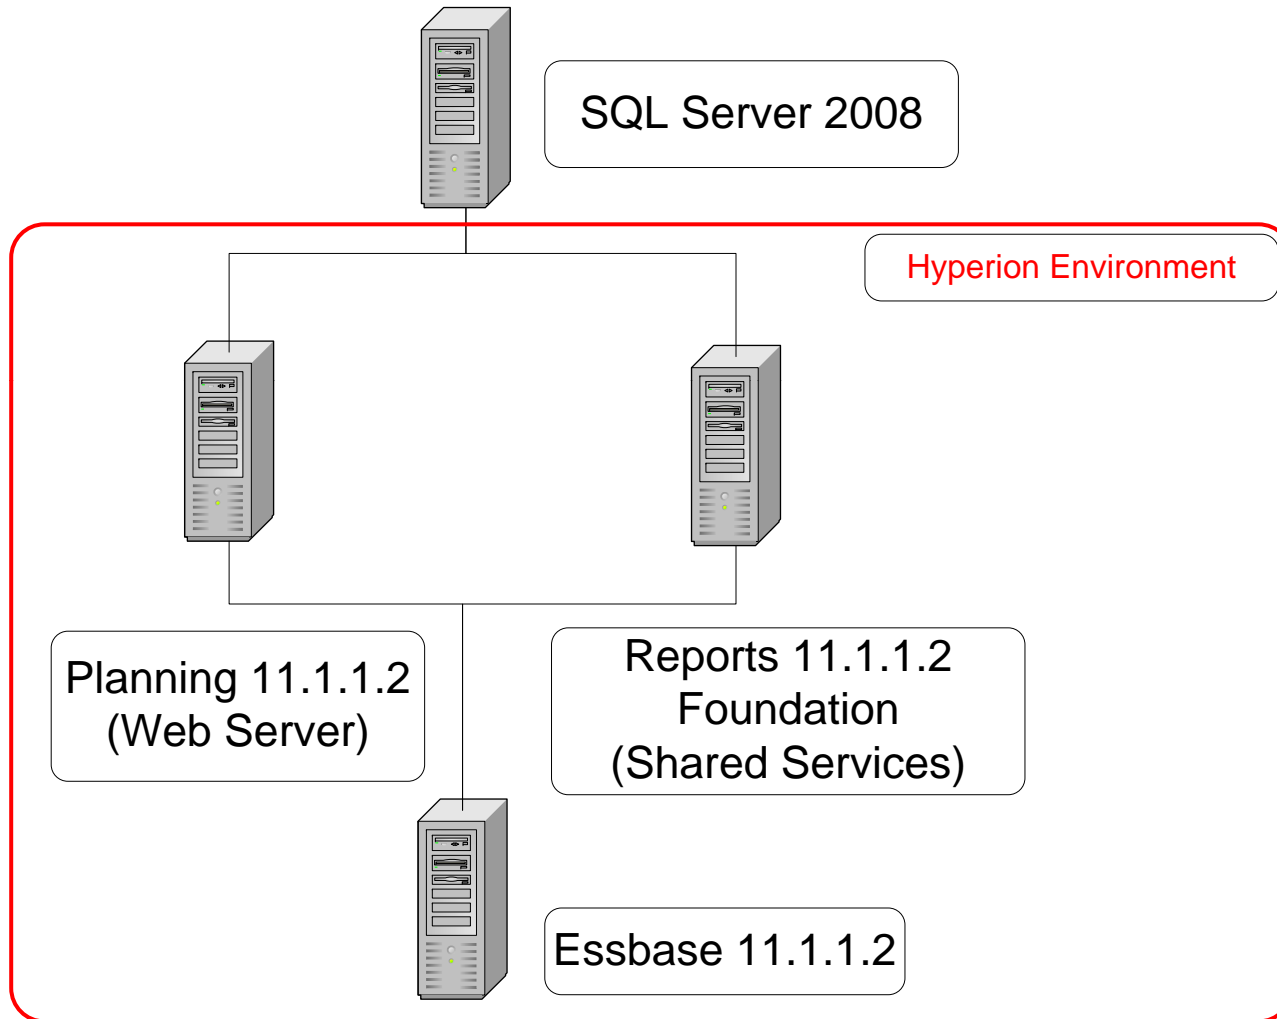 SQL Server 2008
Hyperion Environment
Planning 11.1.1.2
(Web Server)
Reports 11.1.1.2
Foundation
(Shared Services)
Essbase 11.1.1.2